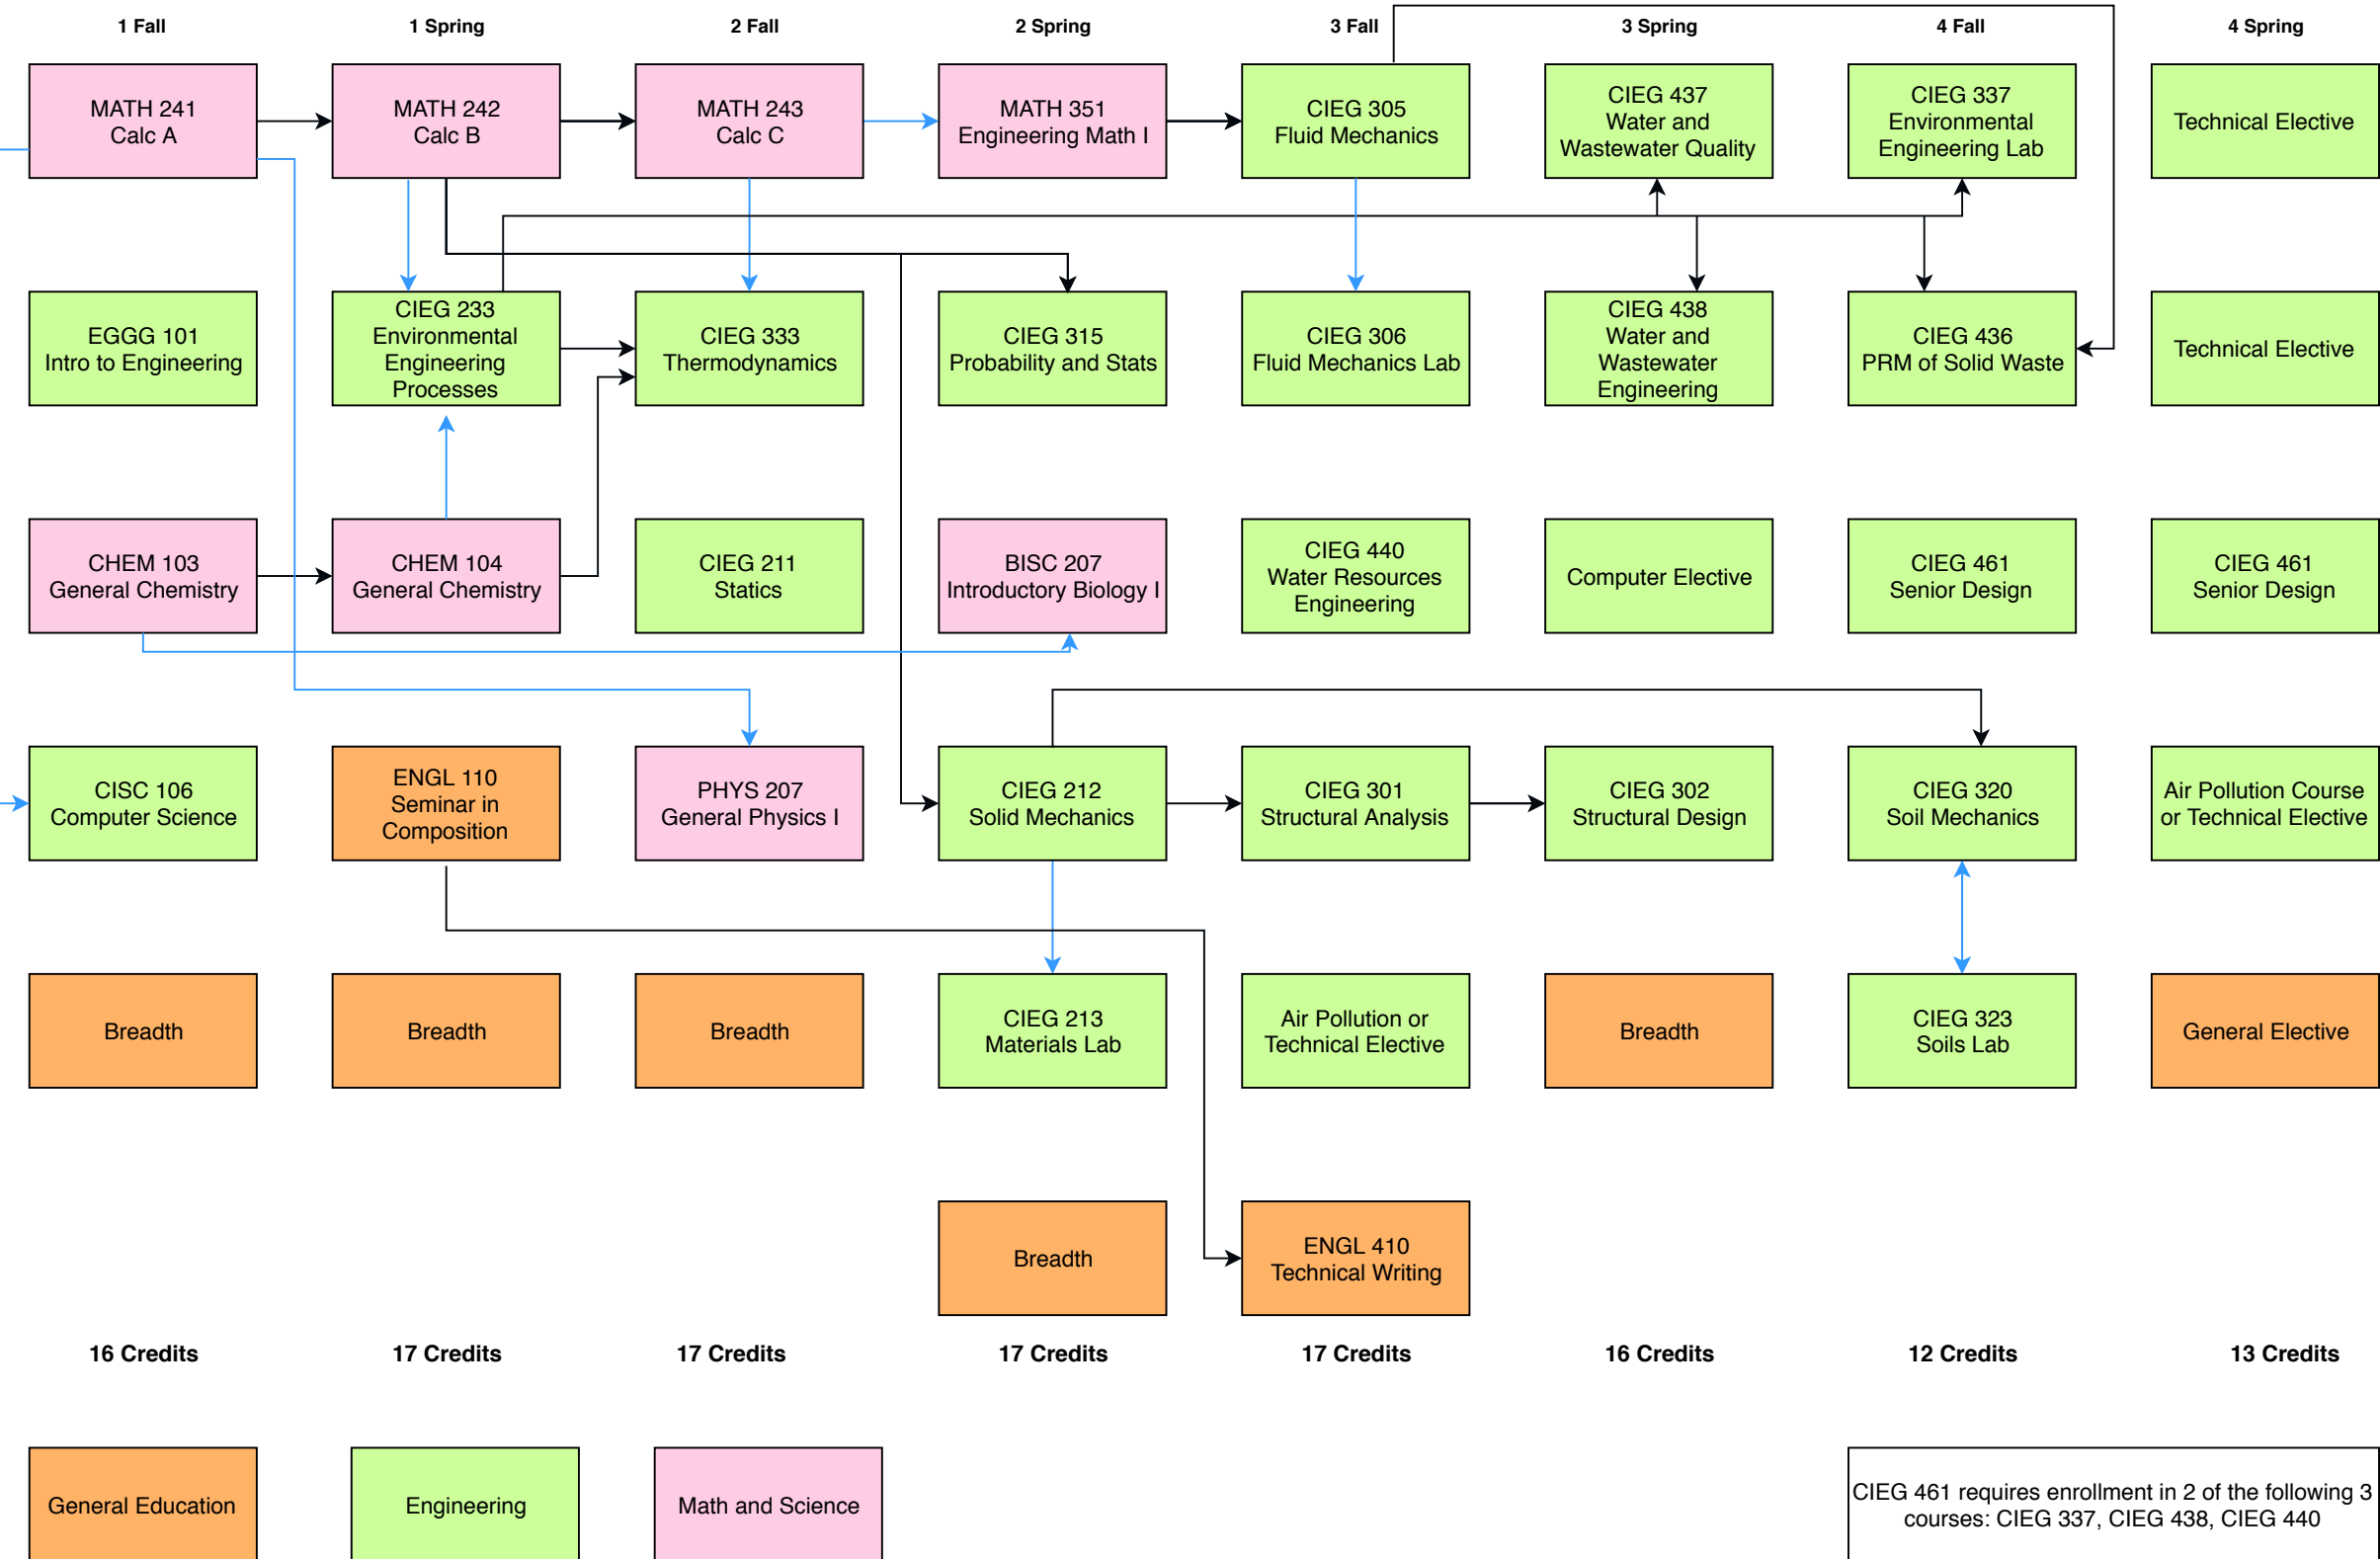 1 Fall
1 Spring
2 Fall
2 Spring
3 Fall
3 Spring
4 Fall
4 Spring
MATH 241
Calc A
MATH 242
Calc B
MATH 243
Calc C
MATH 351
Engineering Math I
CIEG 305
Fluid Mechanics
CIEG 437
Water and
Wastewater Quality
CIEG 337
Environmental
Engineering Lab
Technical Elective
EGGG 101
Intro to Engineering
CIEG 233
Environmental
Engineering
Processes
CIEG 333
Thermodynamics
CIEG 315
Probability and Stats
CIEG 306
Fluid Mechanics Lab
CIEG 438
Water and
Wastewater
Engineering
CIEG 436
PRM of Solid Waste
Technical Elective
CHEM 103
General Chemistry
CHEM 104
General Chemistry
CIEG 211
Statics
BISC 207
Introductory Biology I
CIEG 440
Water Resources
Engineering
Computer Elective
CIEG 461
Senior Design
CIEG 461
Senior Design
CISC 106
Computer Science
ENGL 110
Seminar in
Composition
PHYS 207
General Physics I
CIEG 212
Solid Mechanics
CIEG 301
Structural Analysis
CIEG 302
Structural Design
CIEG 320
Soil Mechanics
Air Pollution Course
or Technical Elective
Breadth
Breadth
Breadth
CIEG 213
Materials Lab
Air Pollution or
Technical Elective
Breadth
CIEG 323
Soils Lab
General Elective
Breadth
ENGL 410
Technical Writing
16 Credits
17 Credits
17 Credits
17 Credits
17 Credits
16 Credits
12 Credits
13 Credits
General Education
Engineering
Math and Science
CIEG 461 requires enrollment in 2 of the following 3
courses: CIEG 337, CIEG 438, CIEG 440